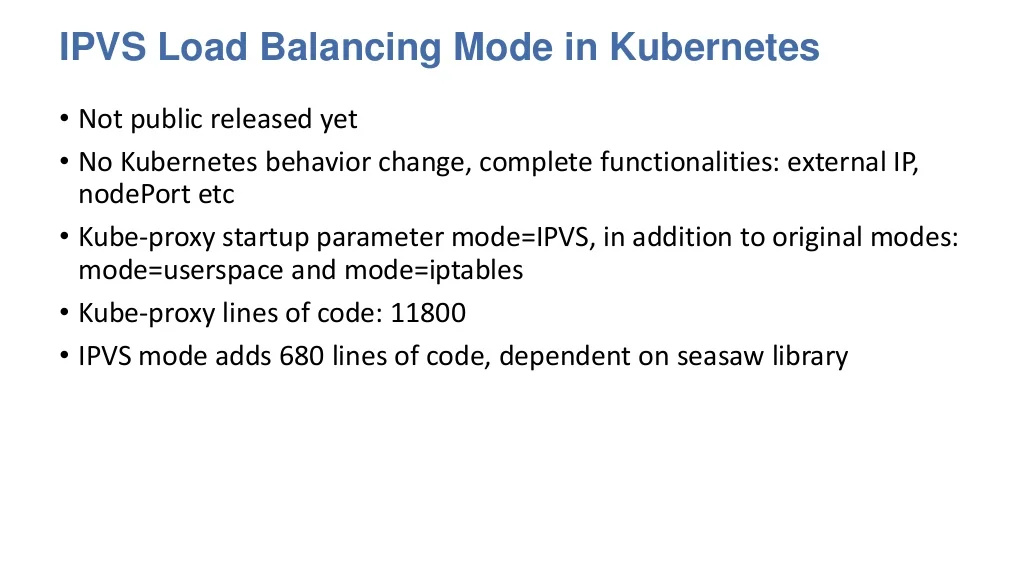 IPVS Load Balancing Mode in Kubernetes
• Not public released yet
• No Kubernetes behavior change, complete functionalities: external IP,
nodePort etc
• Kube-proxy startup parameter mode=IPVS, in addition to original modes:
mode=userspace and mode=iptables
• Kube-proxy lines of code: 11800
• IPVS mode adds 680 lines of code, dependent on seasaw library